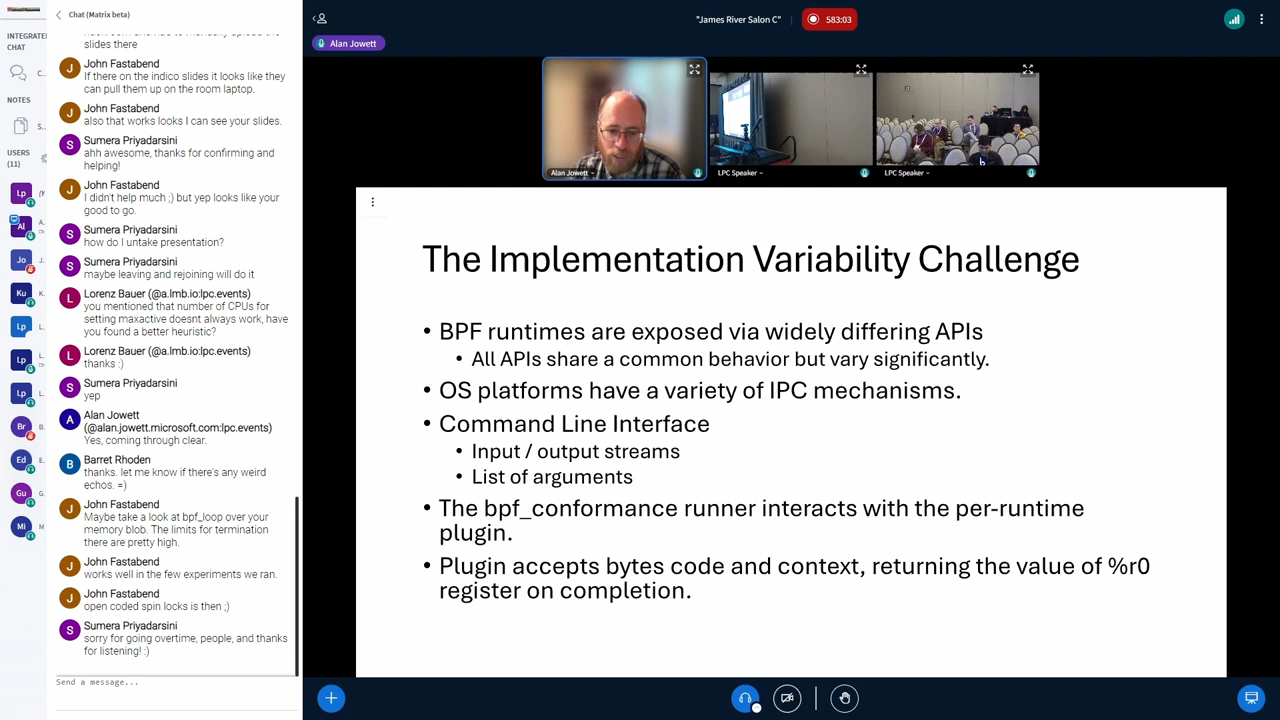 Chat (Matrix beta)
slides there
John Fastabend
If there on the indico slides it looks like they
can pull them up on the room laptop.
John Fastabend
also that works looks I can see your slides.
Sumera Priyadarsini
ahh awesome, thanks for confirming and
helping!
John Fastabend
I didn't help much ;) but yep looks like your
good to go.
Sumera Priyadarsini
how do I untake presentation?
Sumera Priyadarsini
maybe leaving and rejoining will do it
Lorenz Bauer (@a.lmb.io:lpc.events)
you mentioned that number of CPUs for
setting maxactive doesnt always work, have
you found a better heuristic?
Lorenz Bauer (@a.lmb.io:lpc.events)
thanks :)
Sumera Priyadarsini
yep
Alan Jowett
(@alan.jowett.microsoft.com:lpc.events)
Yes, coming through clear.
Barret Rhoden
thanks. let me know if there's any weird
echos. =)
John Fastabend
Maybe take a look at bpf_loop over your
memory blob. The limits for termination
there are pretty high.
John Fastabend
works well in the few experiments we ran.
John Fastabend
open coded spin locks is then ;)
Sumera Priyadarsini
sorry for going overtime, people, and thanks
for listening! :)
Send a message...
INTEGRATE
CHAT
C..
NOTES
S..
USERS
(11)
Lp
Al
Jo
Ku
Lp
Lp
Lp
Br
Ed
Gu
Mi
"James River Salon C"
583:03
Alan Jowett
Alan Jowett
LPC Speaker
LPC Speaker
The Implementation Variability Challenge
• BPF runtimes are exposed via widely differing APIs
• All APIs share a common behavior but vary significantly.
• OS platforms have a variety of IPC mechanisms.
• Command Line Interface
• Input / output streams
• List of arguments
• The bpf_conformance runner interacts with the per-runtime
plugin.
• Plugin accepts bytes code and context, returning the value of %r0
register on completion.